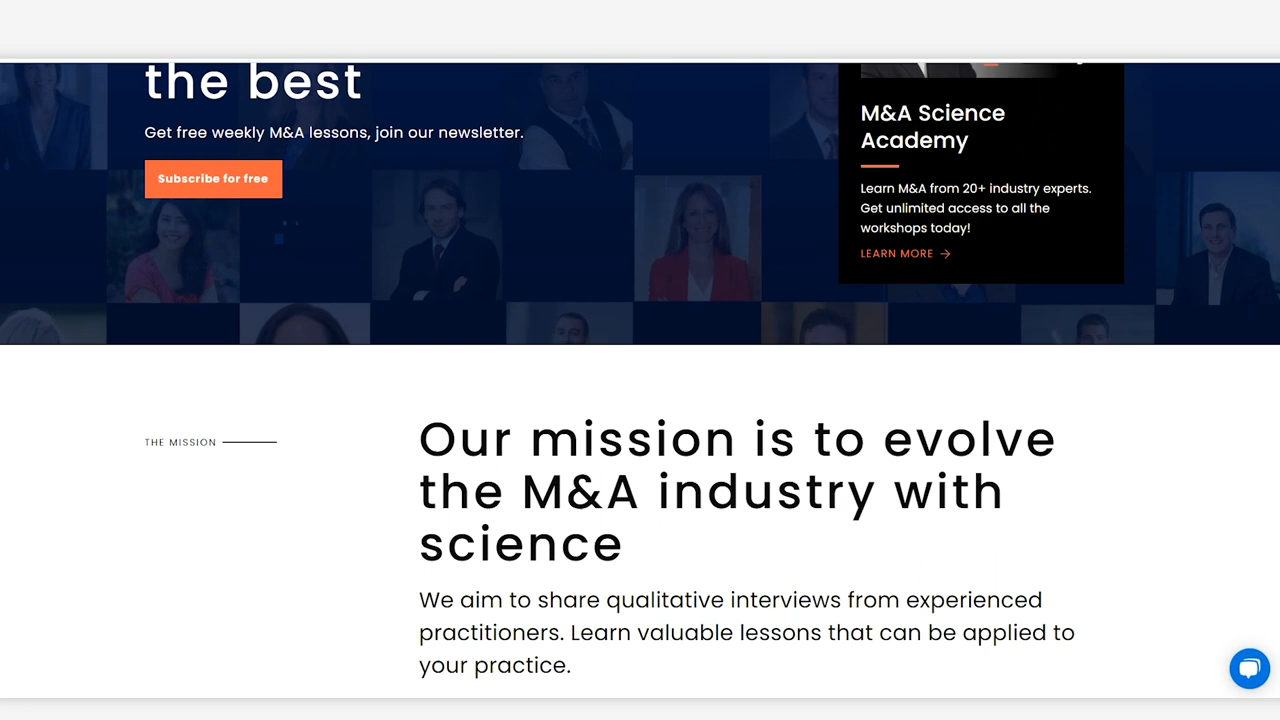 the best
Get free weekly M&A lessons, join our newsletter.
Subscribe for free
M&A Science
Academy
Learn M&A from 20+ industry experts.
Get unlimited access to all the
workshops today!
LEARN MORE →
THE MISSION
Our mission is to evolve
the M&A industry with
science
We aim to share qualitative interviews from experienced
practitioners. Learn valuable lessons that can be applied to
your practice.